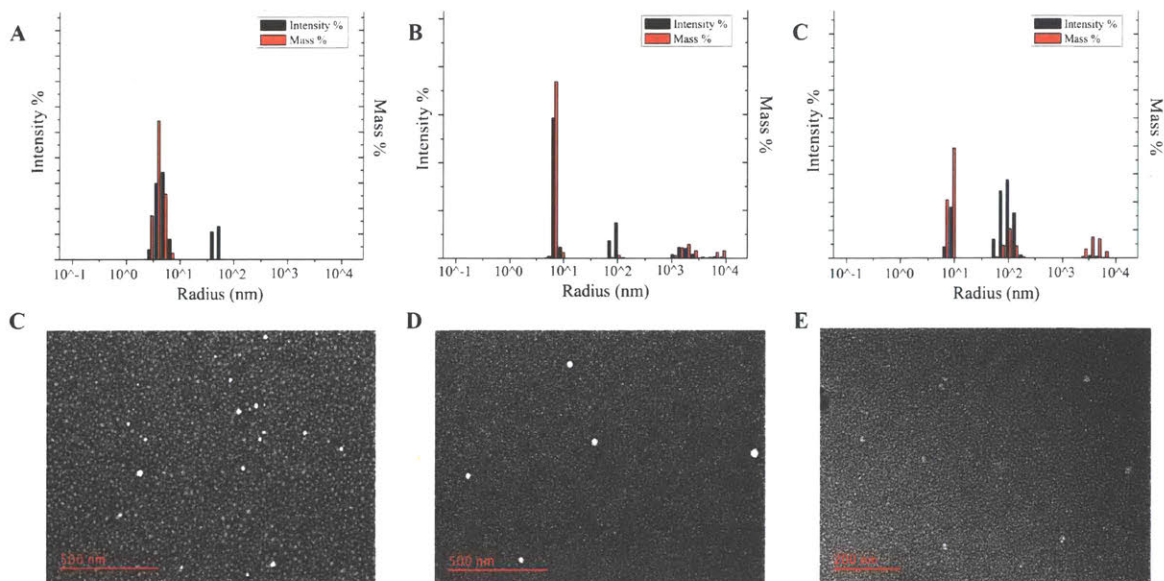 A
Intensity %
Mass %
Intensity %
Mass %
10^-1 10^0 10^1 10^2 10^3 10^4
Radius (nm)
B
Intensity %
Mass %
Intensity %
Mass %
10^-1 10^0 10^1 10^2 10^3 10^4
Radius (nm)
C
Intensity %
Mass %
Intensity %
Mass %
10^-1 10^0 10^1 10^2 10^3 10^4
Radius (nm)
C
500 nm
D
500 nm
E